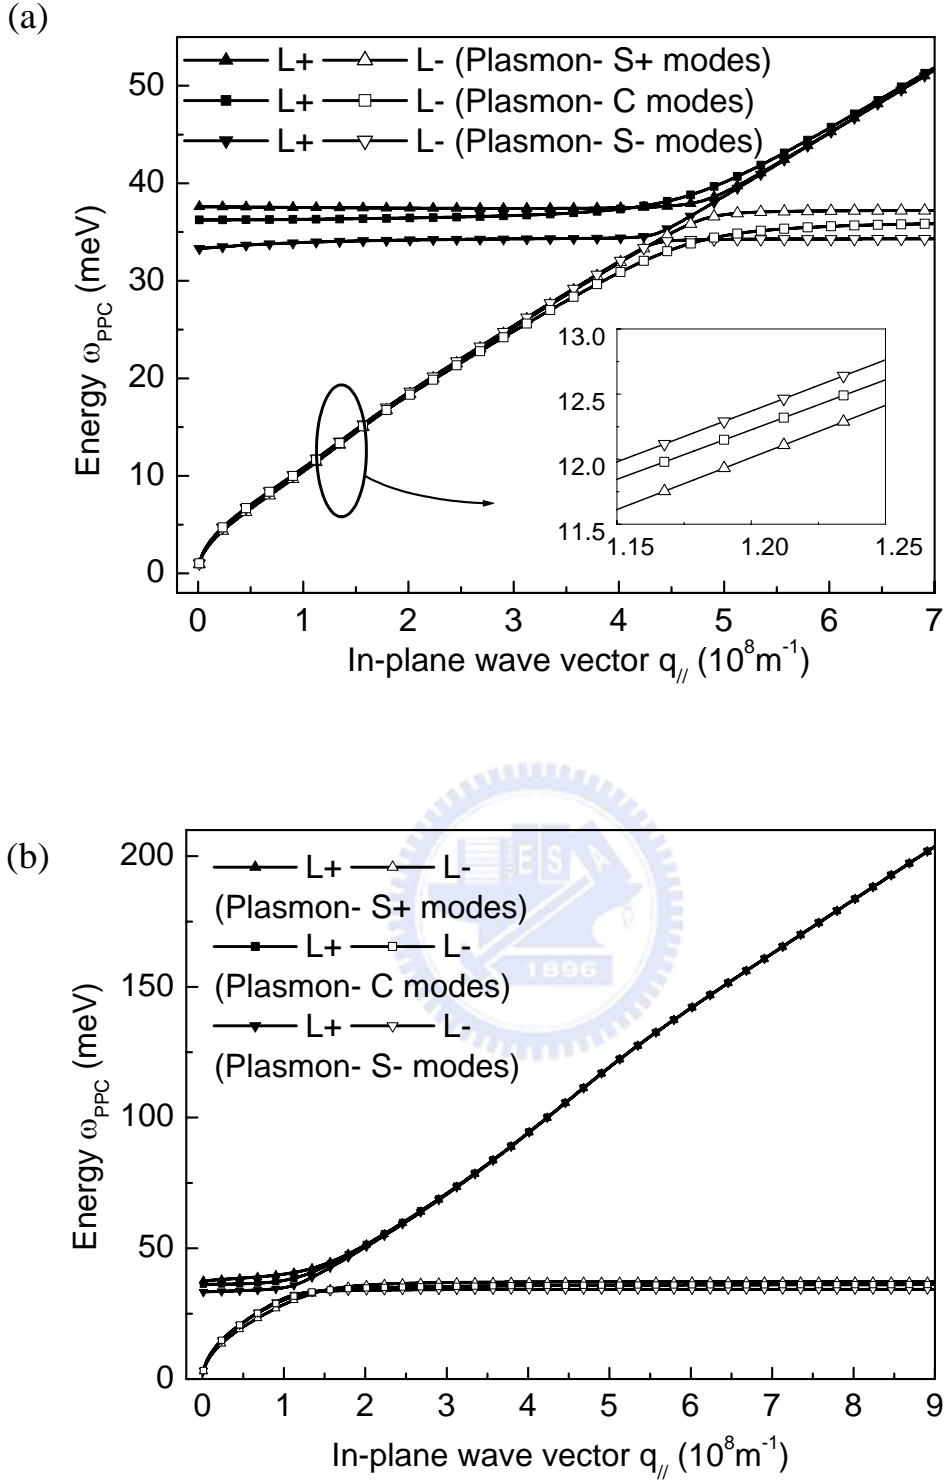 (a)
L+ L- (Plasmon- S+ modes)
L+ L- (Plasmon- C modes)
L+ L- (Plasmon- S- modes)
50
40
30
20
10
0
Energy ω_PPC (meV)
13.0
12.5
12.0
11.5
1.15 1.20 1.25
0 1 2 3 4 5 6 7
In-plane wave vector q_// (10^8m^-1)
(b)
L+ L-
(Plasmon- S+ modes)
L+ L-
(Plasmon- C modes)
L+ L-
(Plasmon- S- modes)
200
150
100
50
0
Energy ω_PPC (meV)
E S A
1896
0 1 2 3 4 5 6 7 8 9
In-plane wave vector q_// (10^8m^-1)